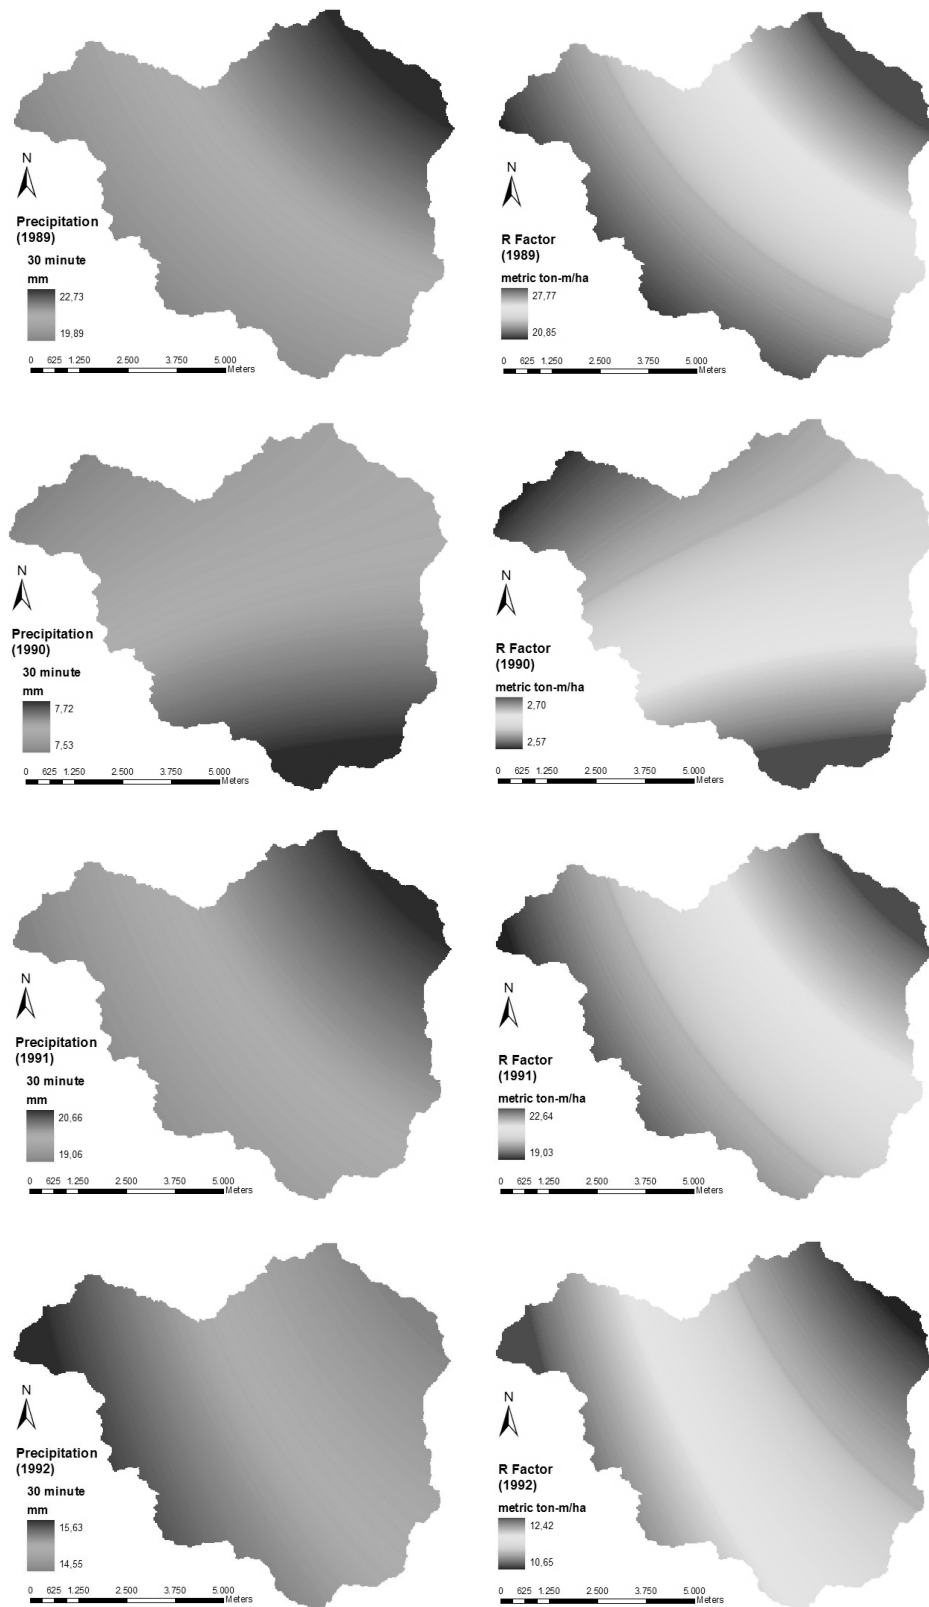 N
Precipitation
(1989)
30 minute
mm
22,73
19,89
0 625 1.250 2.500 3.750 5.000
Meters
N
R Factor
(1989)
metric ton-m/ha
27,77
20,85
0 625 1.250 2.500 3.750 5.000
Meters
N
Precipitation
(1990)
30 minute
mm
7,72
7,53
0 625 1.250 2.500 3.750 5.000
Meters
N
R Factor
(1990)
metric ton-m/ha
2,70
2,57
0 625 1.250 2.500 3.750 5.000
Meters
N
Precipitation
(1991)
30 minute
mm
20,66
19,06
0 625 1.250 2.500 3.750 5.000
Meters
N
R Factor
(1991)
metric ton-m/ha
22,64
19,03
0 625 1.250 2.500 3.750 5.000
Meters
N
Precipitation
(1992)
30 minute
mm
15,63
14,55
0 625 1.250 2.500 3.750 5.000
Meters
N
R Factor
(1992)
metric ton-m/ha
12,42
10,65
0 625 1.250 2.500 3.750 5.000
Meters